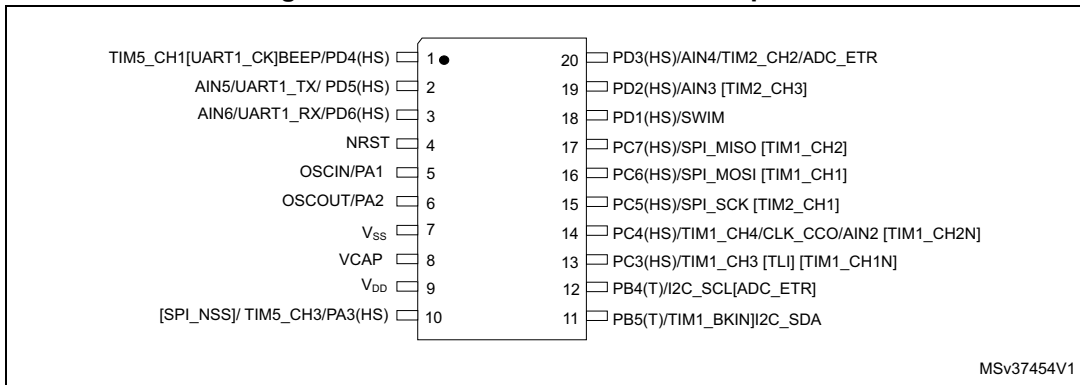 TIM5_CH1[UART1_CK]BEEP/PD4(HS) 1 20 PD3(HS)/AIN4/TIM2_CH2/ADC_ETR
AIN5/UART1_TX/ PD5(HS) 2 19 PD2(HS)/AIN3 [TIM2_CH3]
AIN6/UART1_RX/PD6(HS) 3 18 PD1(HS)/SWIM
NRST 4 17 PC7(HS)/SPI_MISO [TIM1_CH2]
OSCIN/PA1 5 16 PC6(HS)/SPI_MOSI [TIM1_CH1]
OSCOUT/PA2 6 15 PC5(HS)/SPI_SCK [TIM2_CH1]
VSS 7 14 PC4(HS)/TIM1_CH4/CLK_CCO/AIN2 [TIM1_CH2N]
VCAP 8 13 PC3(HS)/TIM1_CH3 [TLI] [TIM1_CH1N]
VDD 9 12 PB4(T)/I2C_SCL[ADC_ETR]
[SPI_NSS]/ TIM5_CH3/PA3(HS) 10 11 PB5(T)/TIM1_BKIN]I2C_SDA
MSv37454V1